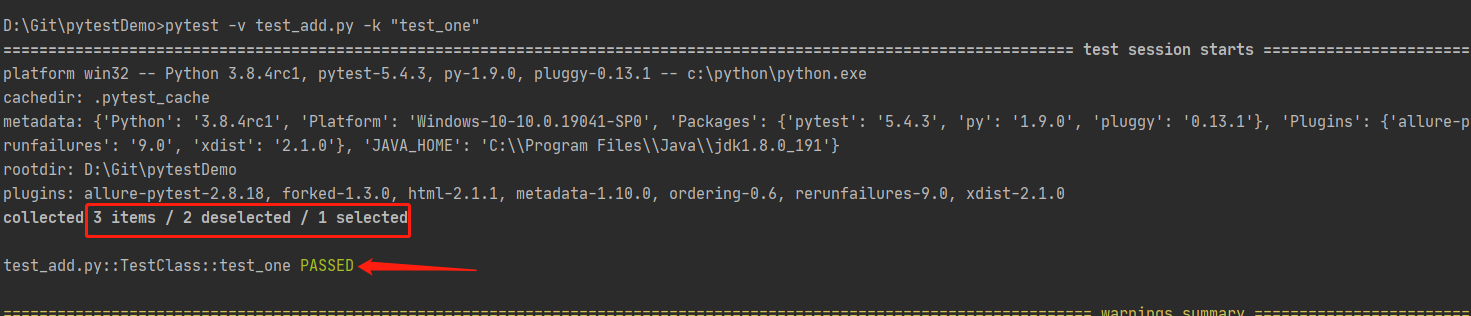 D:\Git\pytestDemo>pytest -v test_add.py -k "test_one"
============================================================================================================================ test session starts =======================
platform win32 -- Python 3.8.4rc1, pytest-5.4.3, py-1.9.0, pluggy-0.13.1 -- c:\python\python.exe
cachedir: .pytest_cache
metadata: {'Python': '3.8.4rc1', 'Platform': 'Windows-10-10.0.19041-SP0', 'Packages': {'pytest': '5.4.3', 'py': '1.9.0', 'pluggy': '0.13.1'}, 'Plugins': {'allure-p
runfailures': '9.0', 'xdist': '2.1.0'}, 'JAVA_HOME': 'C:\\Program Files\\Java\\jdk1.8.0_191'}
rootdir: D:\Git\pytestDemo
plugins: allure-pytest-2.8.18, forked-1.3.0, html-2.1.1, metadata-1.10.0, ordering-0.6, rerunfailures-9.0, xdist-2.1.0
collected 3 items / 2 deselected / 1 selected
test_add.py::TestClass::test_one PASSED
============================================================================================================================== warnings summary ========================